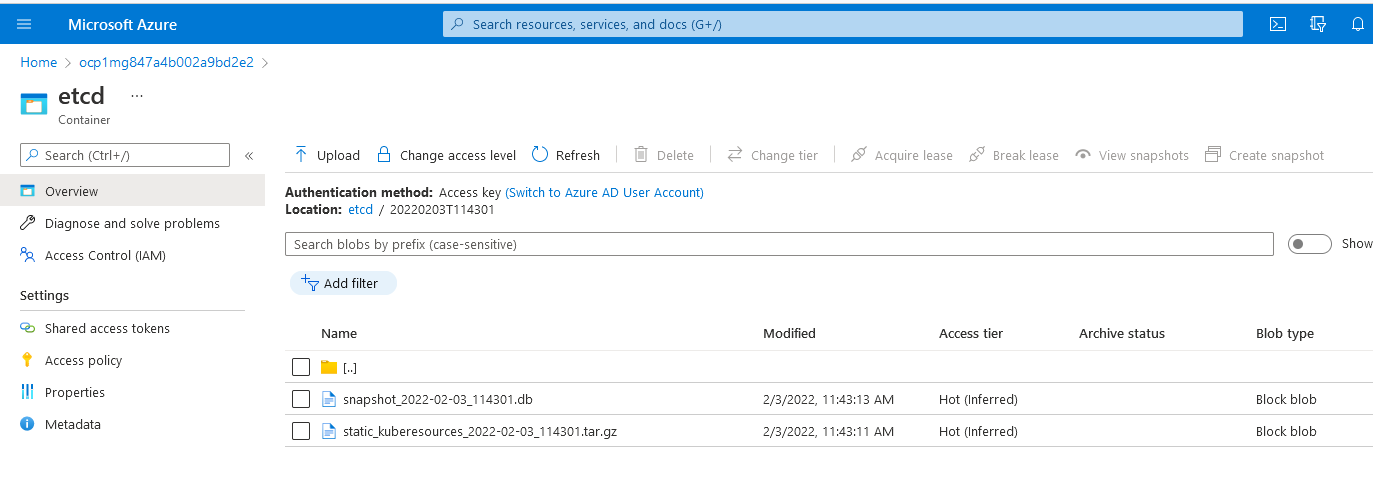 Microsoft Azure
Search resources, services, and docs (G+/)
Home > ocp1mg847a4b002a9bd2e2 >
etcd ...
Container
Search (Ctrl+/) «
Upload Change access level Refresh Delete Change tier Acquire lease Break lease View snapshots Create snapshot
Overview
Diagnose and solve problems
Access Control (IAM)
Settings
Shared access tokens
Access policy
Properties
Metadata
Authentication method: Access key (Switch to Azure AD User Account)
Location: etcd / 20220203T114301
Search blobs by prefix (case-sensitive) Show
Add filter
Name Modified Access tier Archive status Blob type
[..]
snapshot_2022-02-03_114301.db 2/3/2022, 11:43:13 AM Hot (Inferred) Block blob
static_kuberesources_2022-02-03_114301.tar.gz 2/3/2022, 11:43:11 AM Hot (Inferred) Block blob